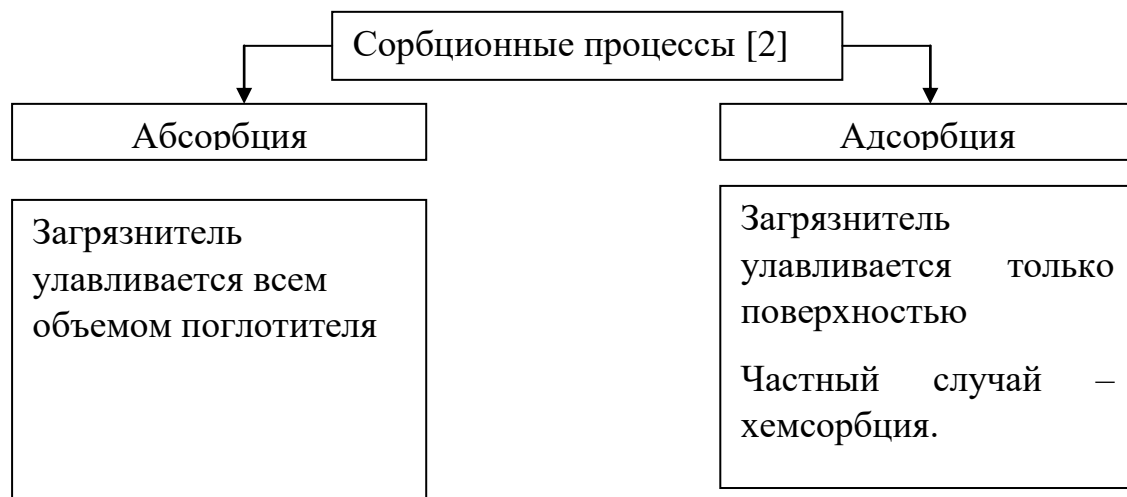 Сорбционные процессы [2]
Абсорбция
Адсорбция
Загрязнитель
улавливается всем
объемом поглотителя
Загрязнитель
улавливается только
поверхностью
Частный случай –
хемсорбция.